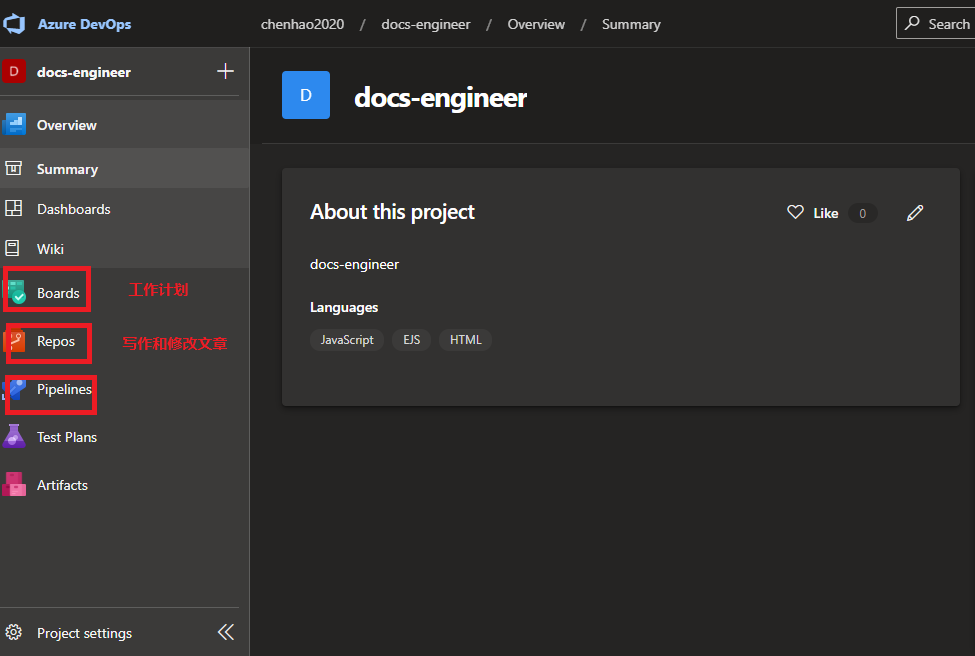 Azure DevOps
chenhao2020 / docs-engineer / Overview / Summary
Search
D docs-engineer +
Overview
Summary
Dashboards
Wiki
Boards 工作计划
Repos 写作和修改文章
Pipelines
Test Plans
Artifacts
Project settings
D docs-engineer
About this project
Like 0
docs-engineer
Languages
JavaScript EJS HTML